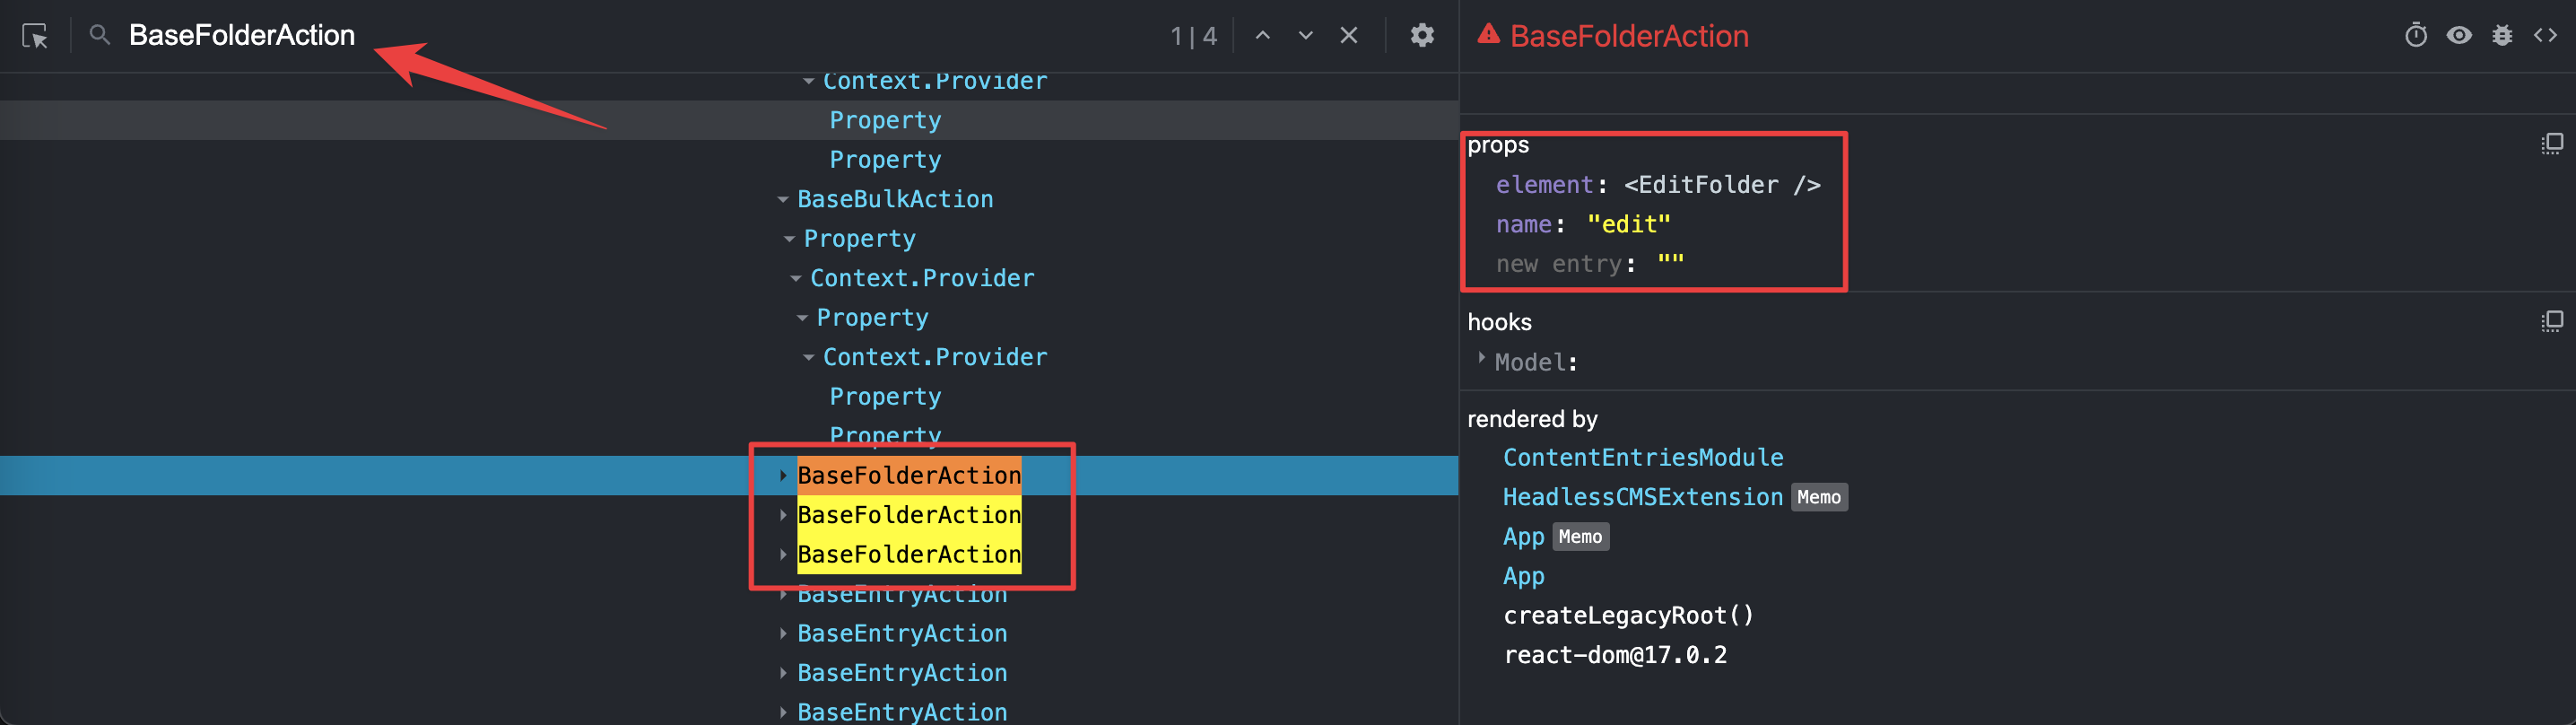 BaseFolderAction
1 | 4
Context.Provider
Property
Property
BaseBulkAction
Property
Context.Provider
Property
Context.Provider
Property
Property
BaseFolderAction
BaseFolderAction
BaseFolderAction
BaseEntryAction
BaseEntryAction
BaseEntryAction
BaseEntryAction
BaseFolderAction
props
element: <EditFolder />
name: "edit"
new entry: ""
hooks
Model:
rendered by
ContentEntriesModule
HeadlessCMSExtension Memo
App Memo
App
createLegacyRoot()
react-dom@17.0.2